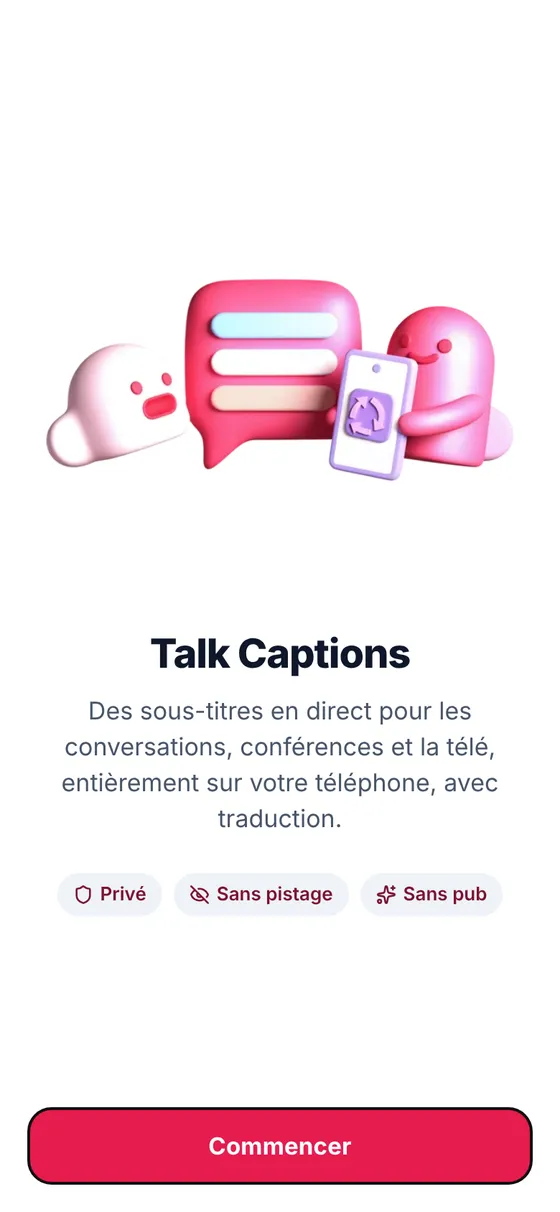 Talk Captions
Des sous-titres en direct pour les
conversations, conférences et la télé,
entièrement sur votre téléphone, avec
traduction.
Privé
Sans pistage
Sans pub
Commencer